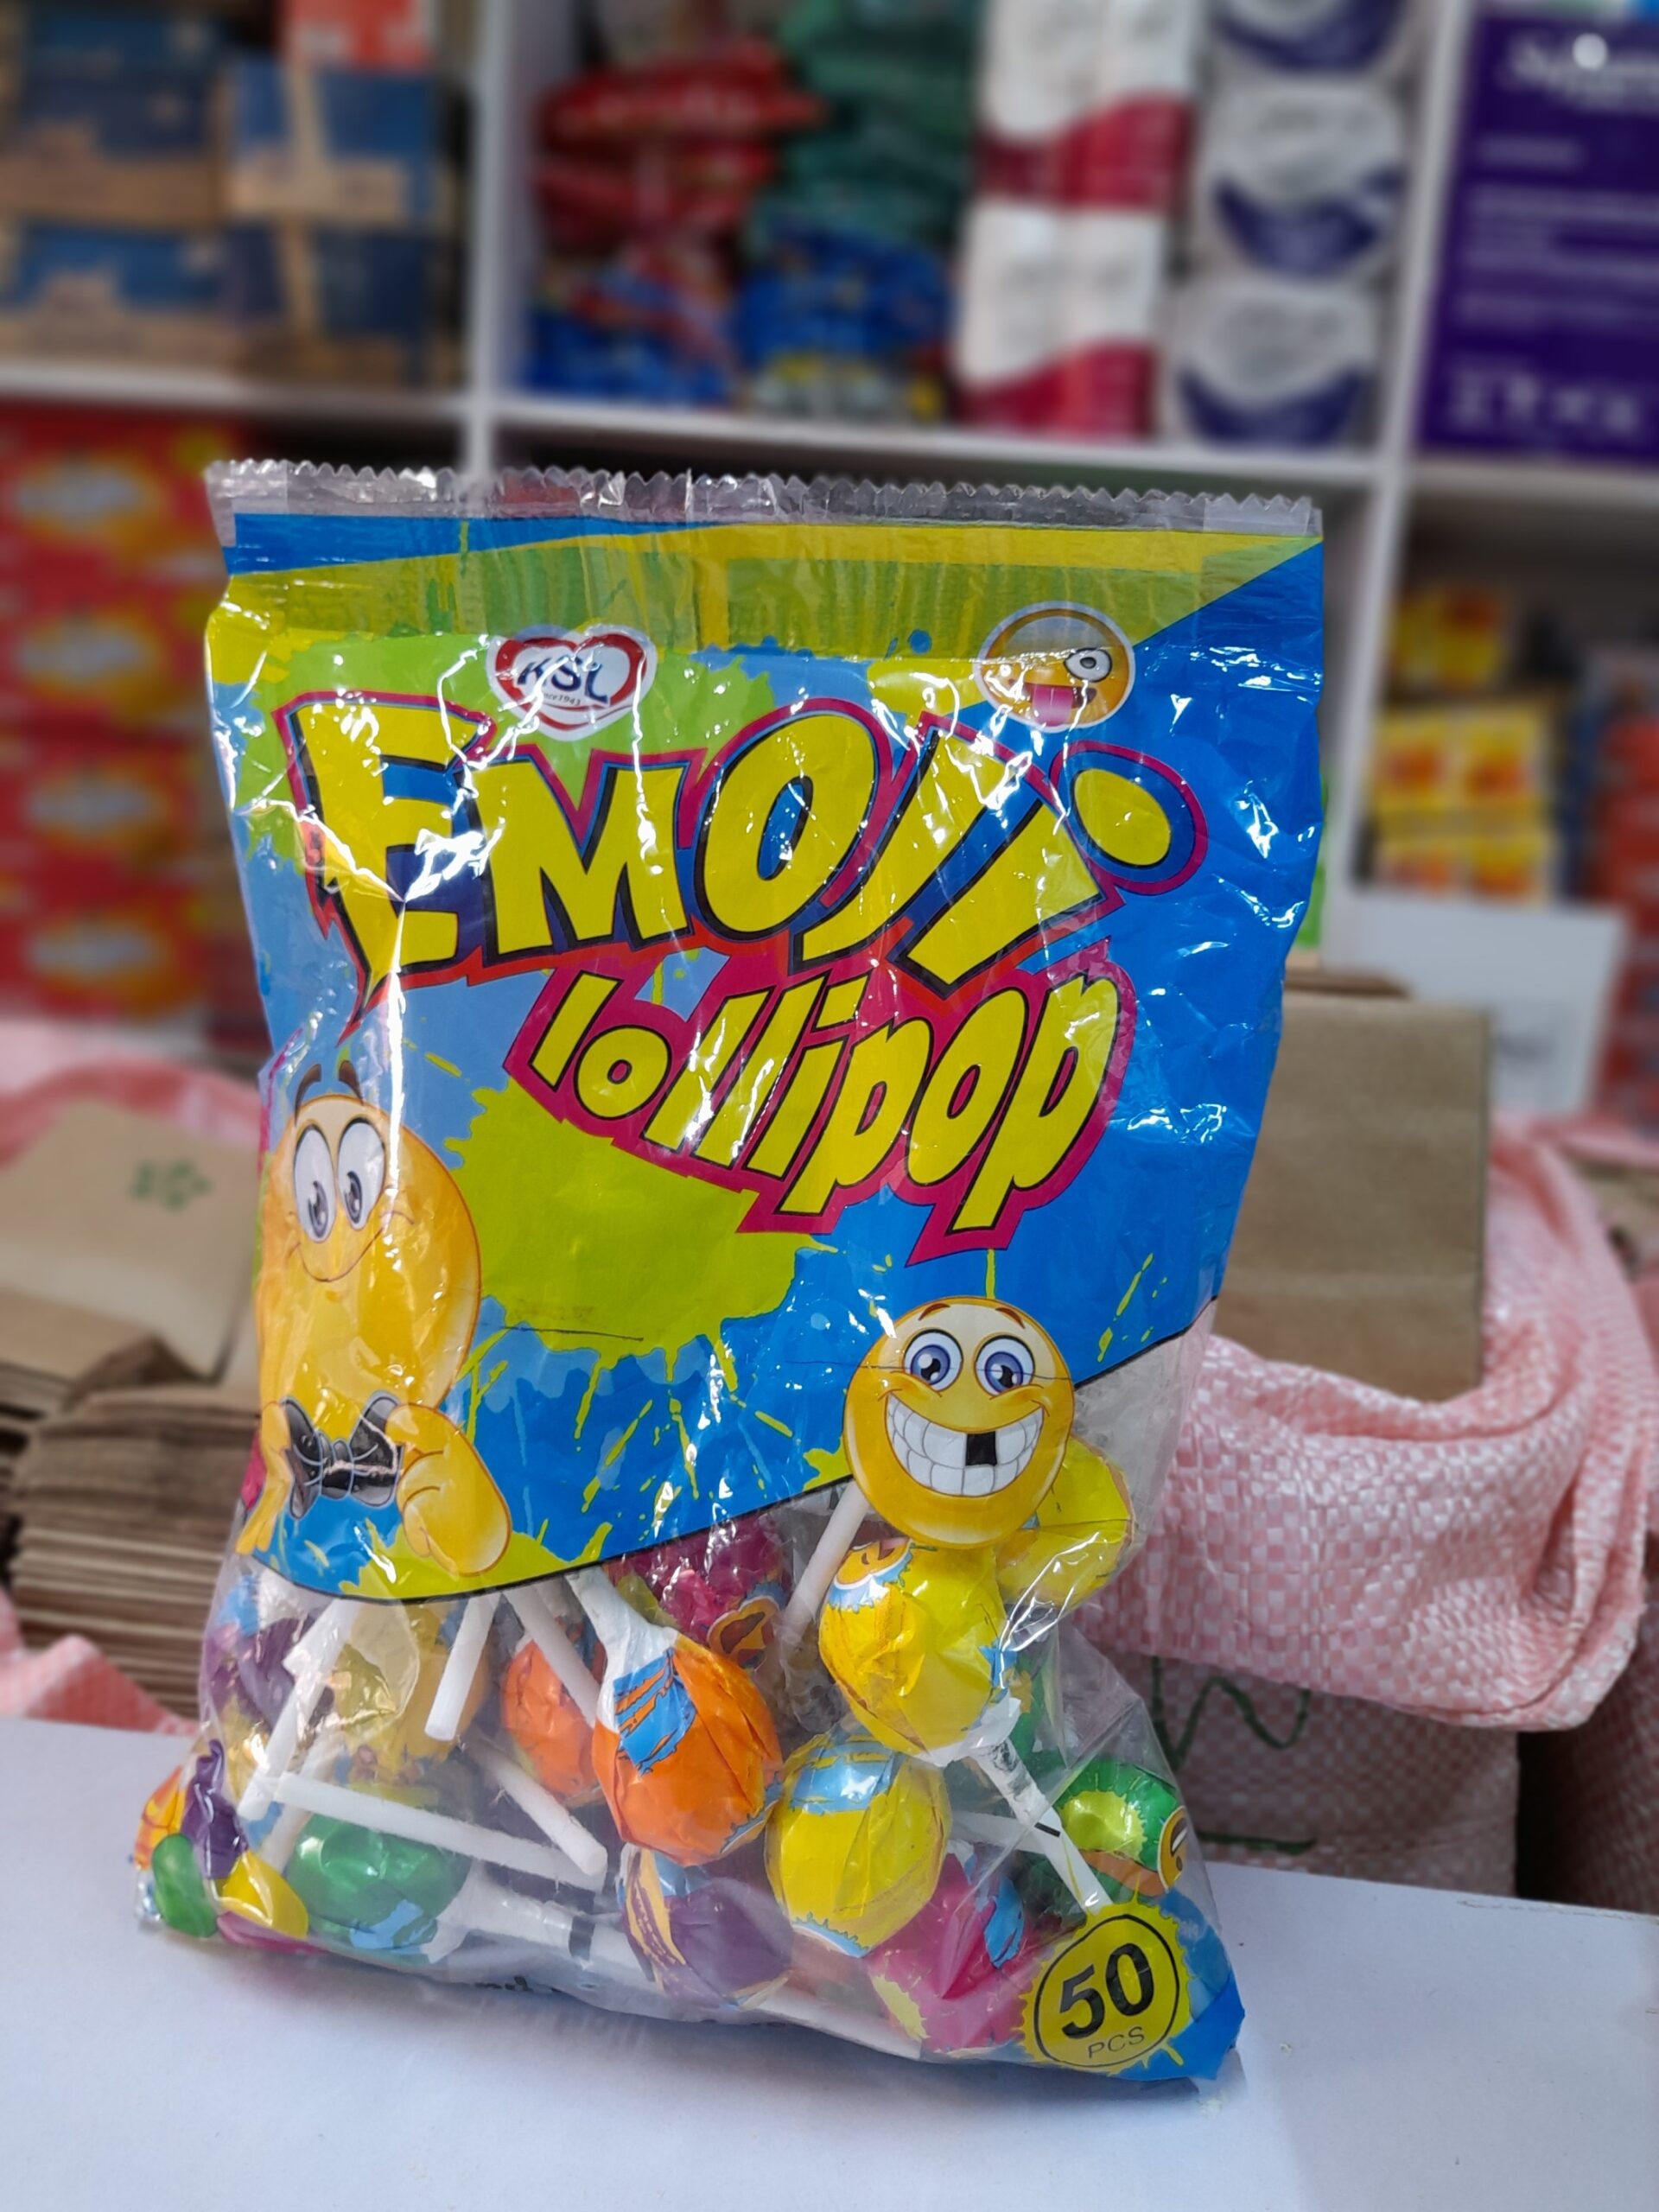 KSL
since 1943
EMOJI
lollipop
50
PCS